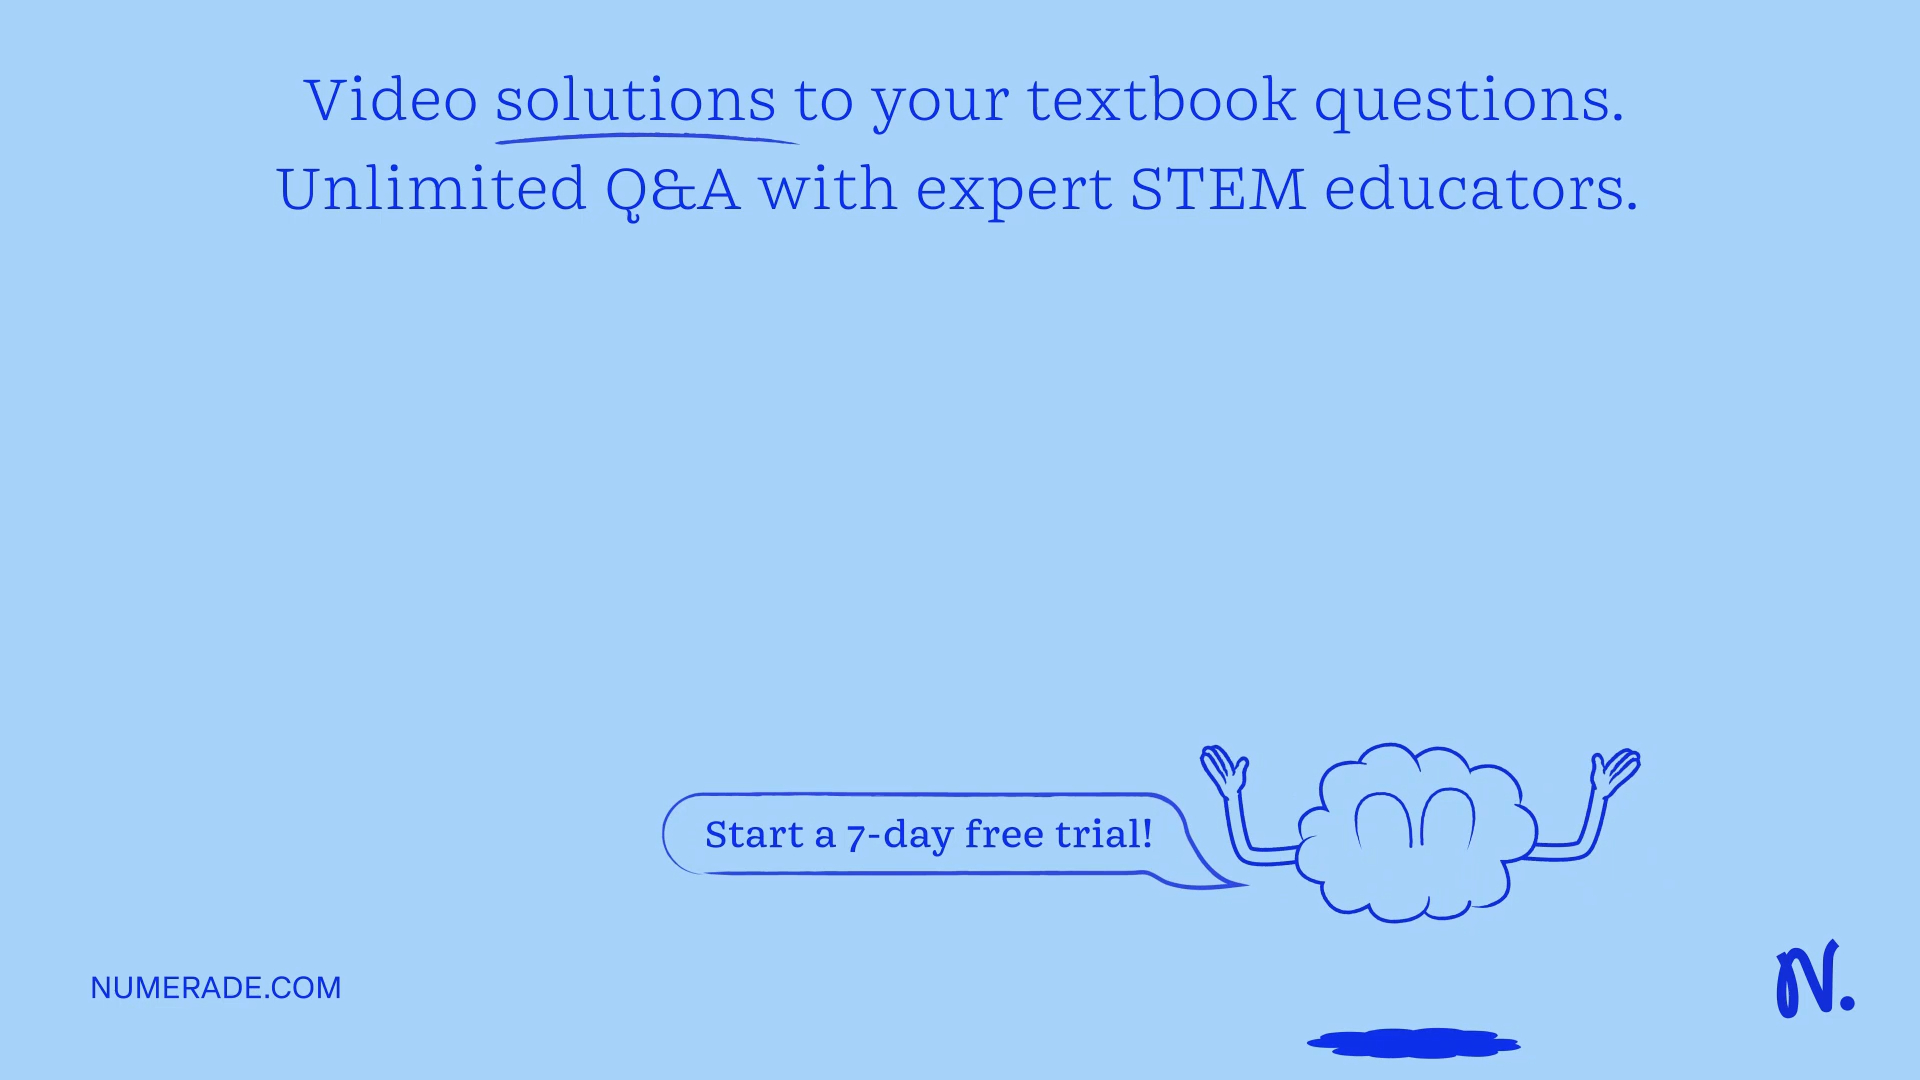 Video solutions to your textbook questions.
Unlimited Q&A with expert STEM educators.
Start a 7-day free trial!
NUMERADE.COM
N.